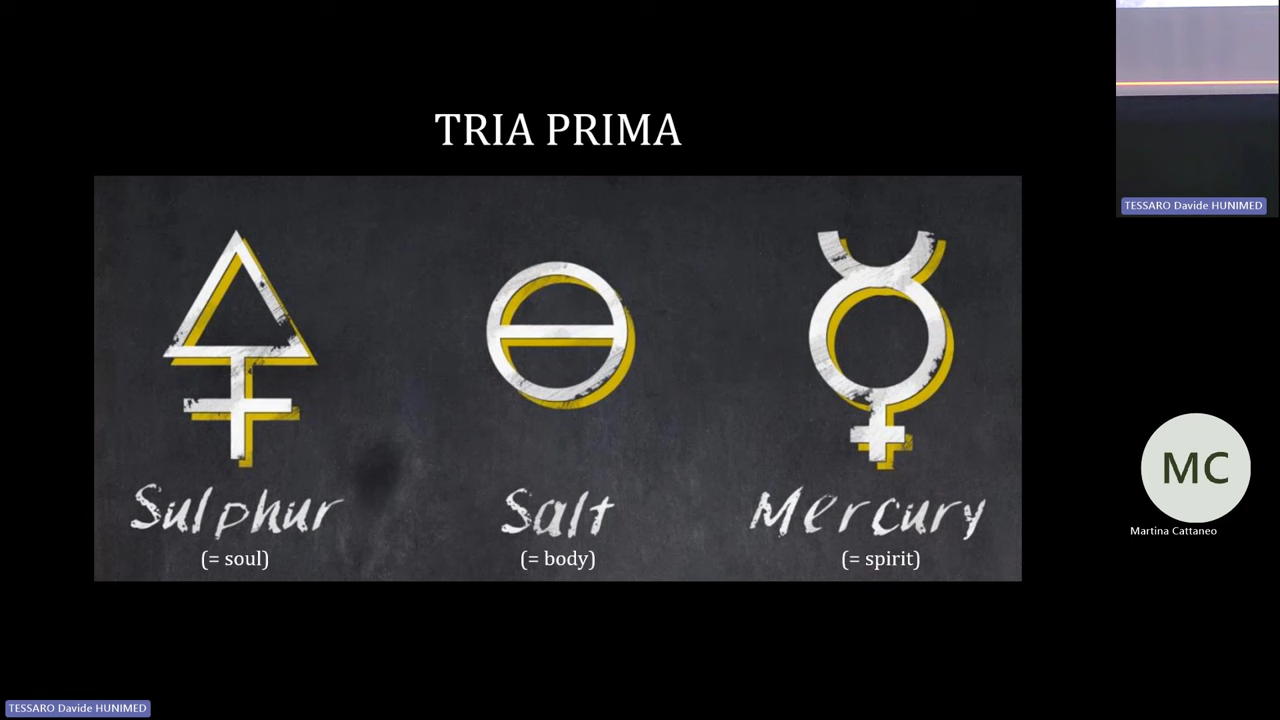 TRIA PRIMA
Sulphur
(= soul)
Salt
(= body)
Mercury
(= spirit)
TESSARO Davide HUNIMED
MC
Martina Cattaneo
TESSARO Davide HUNIMED